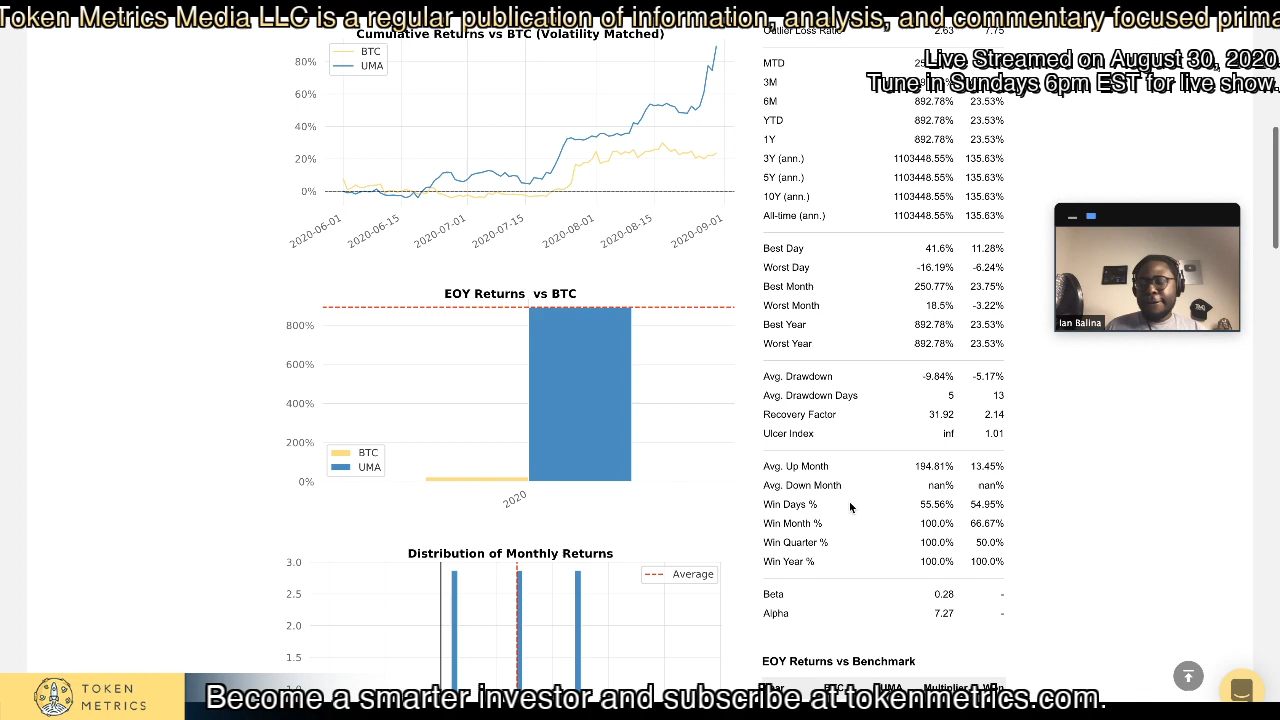 Token Metrics Media LLC is a regular publication of information, analysis, and commentary focused prima
Live Streamed on August 30, 2020.
Tune in Sundays 6pm EST for live show.
Cumulative Returns vs BTC (Volatility Matched)
BTC
UMA
80%
60%
40%
20%
0%
2020-06-01
2020-06-15
2020-07-01
2020-07-15
2020-08-01
2020-08-15
2020-09-01
EOY Returns vs BTC
800%
600%
400%
200%
0%
BTC
UMA
2020
Distribution of Monthly Returns
Average
3.0
2.5
2.0
1.5
1.0
Outlier Loss Ratio 2.63 7.75
MTD
3M
6M 892.78% 23.53%
YTD 892.78% 23.53%
1Y 892.78% 23.53%
3Y (ann.) 1103448.55% 135.63%
5Y (ann.) 1103448.55% 135.63%
10Y (ann.) 1103448.55% 135.63%
All-time (ann.) 1103448.55% 135.63%
Best Day 41.6% 11.28%
Worst Day -16.19% -6.24%
Best Month 250.77% 23.75%
Worst Month 18.5% -3.22%
Best Year 892.78% 23.53%
Worst Year 892.78% 23.53%
Avg. Drawdown -9.84% -5.17%
Avg. Drawdown Days 5 13
Recovery Factor 31.92 2.14
Ulcer Index inf 1.01
Avg. Up Month 194.81% 13.45%
Avg. Down Month nan% nan%
Win Days % 55.56% 54.95%
Win Month % 100.0% 66.67%
Win Quarter % 100.0% 50.0%
Win Year % 100.0% 100.0%
Beta 0.28 -
Alpha 7.27 -
EOY Returns vs Benchmark
Ian Balina
TOKEN
METRICS
Become a smarter investor and subscribe at tokenmetrics.com.